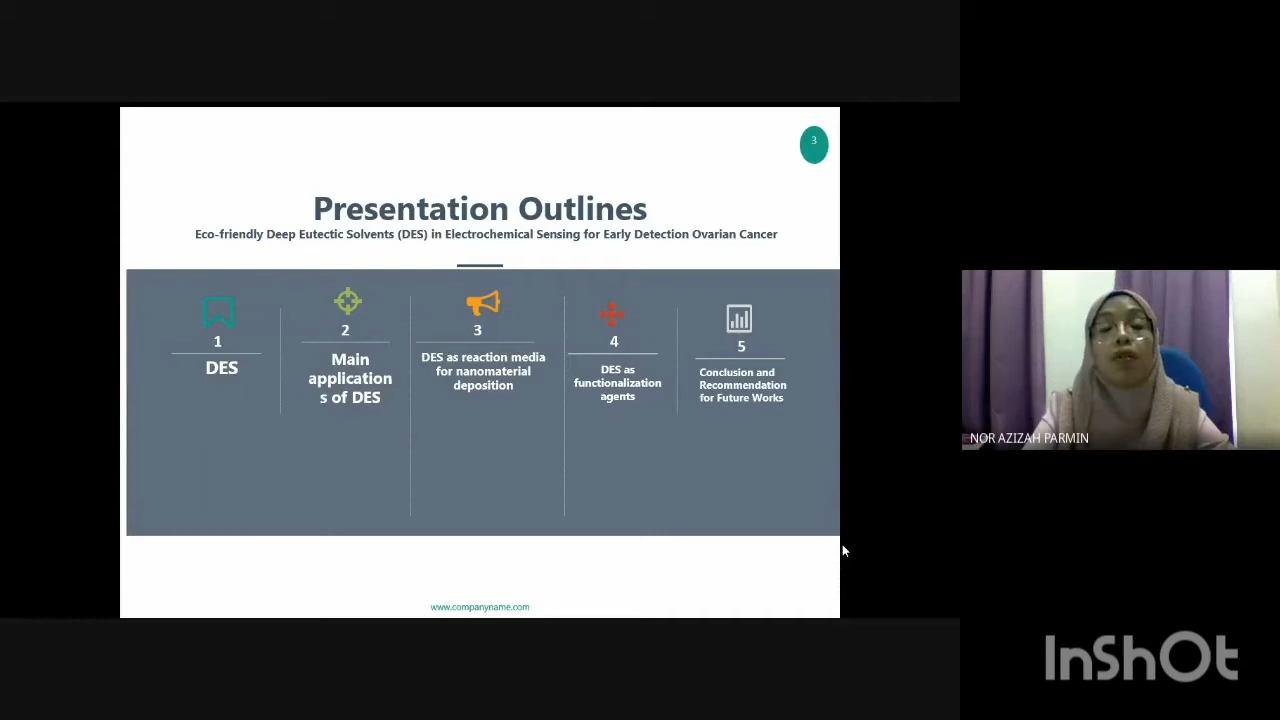 3
Presentation Outlines
Eco-friendly Deep Eutectic Solvents (DES) in Electrochemical Sensing for Early Detection Ovarian Cancer
1
DES
2
Main
application
s of DES
3
DES as reaction media
for nanomaterial
deposition
4
DES as
functionalization
agents
5
Conclusion and
Recommendation
for Future Works
www.companyname.com
NOR AZIZAH PARMIN
InShOt